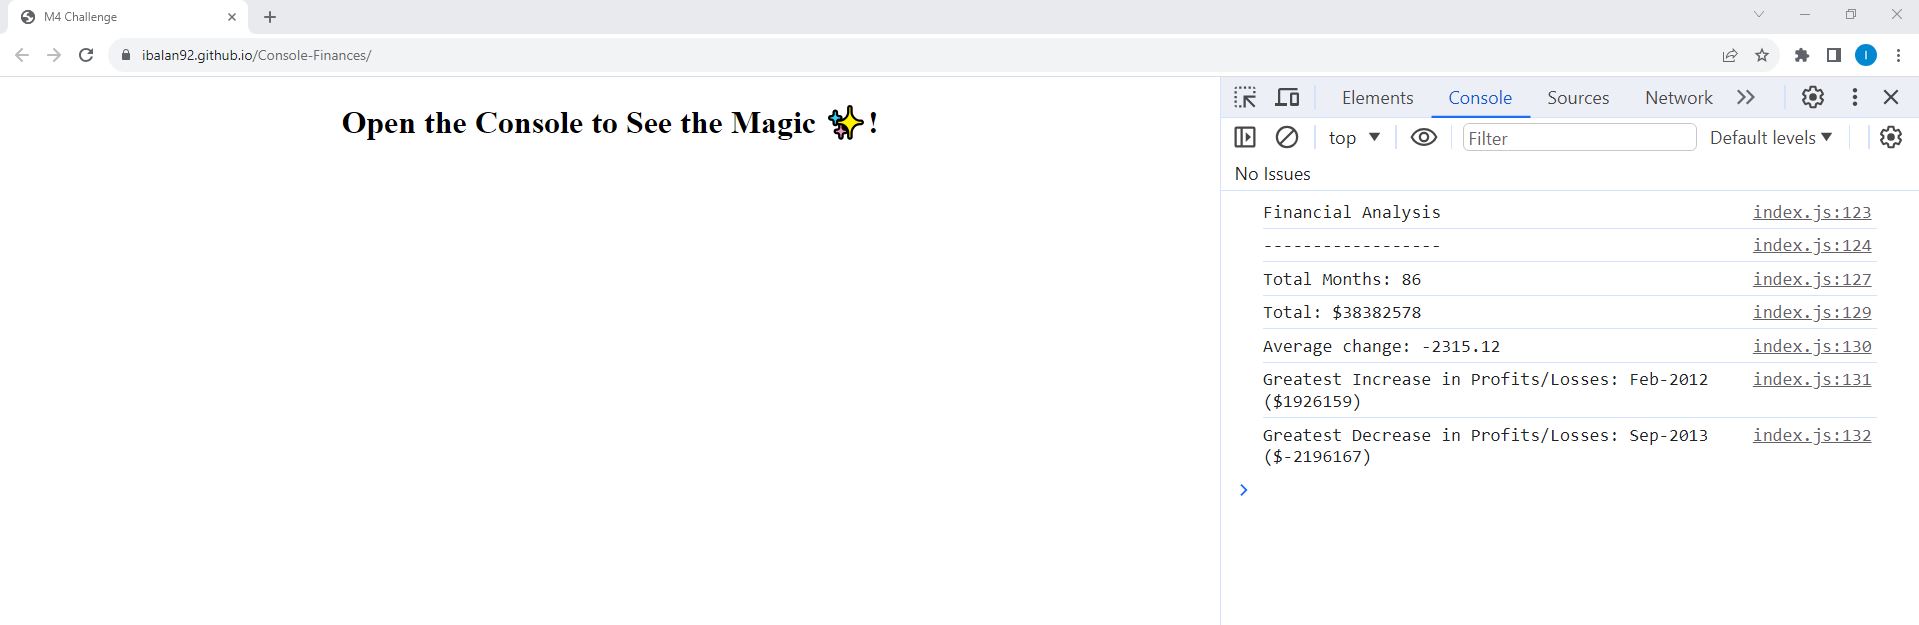 M4 Challenge
ibalan92.github.io/Console-Finances/
I
Open the Console to See the Magic ✨!
Elements Console Sources Network
top Filter Default levels
No Issues
Financial Analysis index.js:123
------------------ index.js:124
Total Months: 86 index.js:127
Total: $38382578 index.js:129
Average change: -2315.12 index.js:130
Greatest Increase in Profits/Losses: Feb-2012 index.js:131
($1926159)
Greatest Decrease in Profits/Losses: Sep-2013 index.js:132
($-2196167)